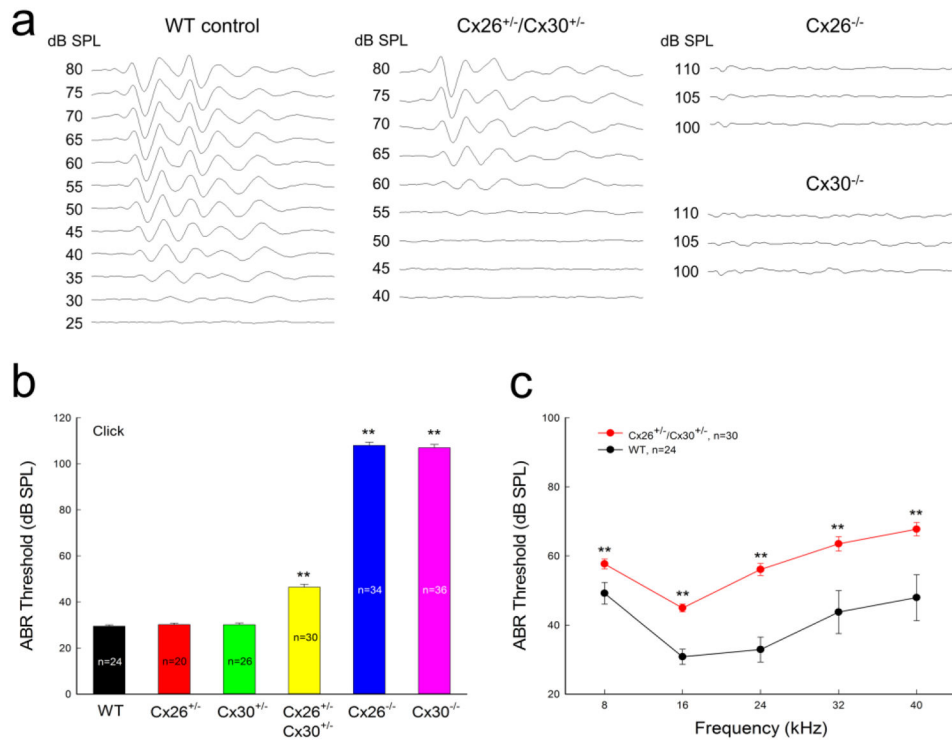 a
WT control
dB SPL
80
75
70
65
60
55
50
45
40
35
30
25
Cx26+/-/Cx30+/-
dB SPL
80
75
70
65
60
55
50
45
40
Cx26-/-
dB SPL
110
105
100
Cx30-/-
110
105
100
b
Click
ABR Threshold (dB SPL)
120
100
80
60
40
20
0
**
**
**
n=24
n=20
n=26
n=30
n=34
n=36
WT
Cx26+/-
Cx30+/-
Cx26+/-
Cx30+/-
Cx26-/-
Cx30-/-
c
ABR Threshold (dB SPL)
100
80
60
40
20
Cx26+/-/Cx30+/-, n=30
WT, n=24
**
**
**
**
**
8
16
24
32
40
Frequency (kHz)